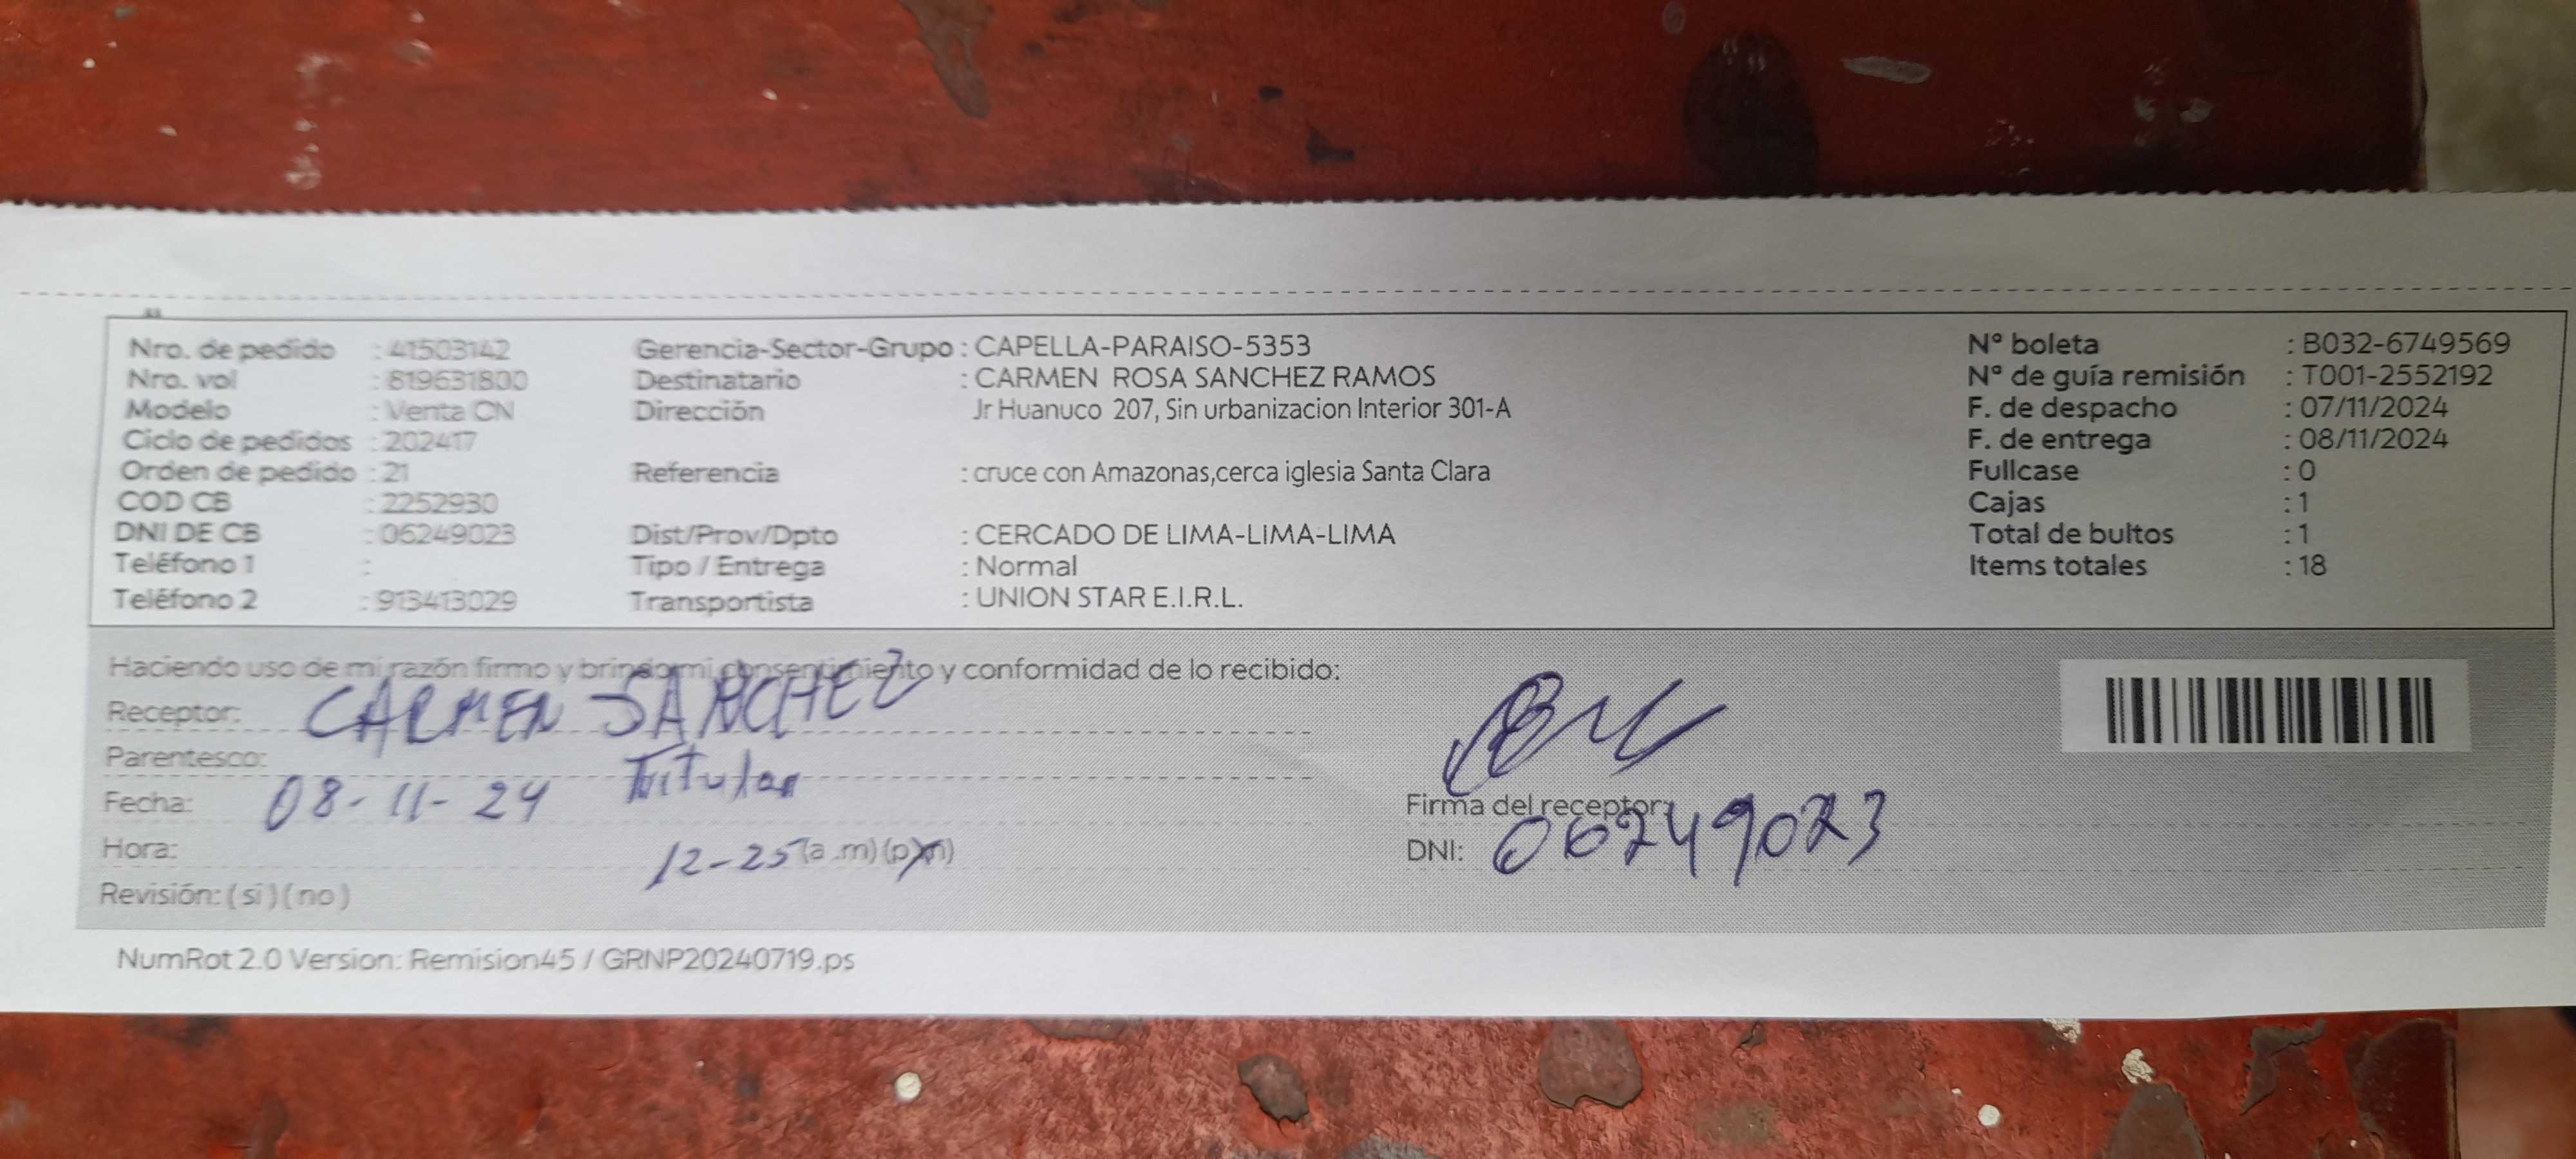 Nro. de pedido : 41503142 Gerencia-Sector-Grupo : CAPELLA-PARAISO-5353 Nº boleta : B032-6749569
Nro. vol : 819631800 Destinatario : CARMEN ROSA SANCHEZ RAMOS Nº de guía remisión : T001-2552192
Modelo : Venta CN Dirección Jr Huanuco 207, Sin urbanizacion Interior 301-A F. de despacho : 07/11/2024
Ciclo de pedidos : 202417 F. de entrega : 08/11/2024
Orden de pedido : 21 Referencia : cruce con Amazonas,cerca iglesia Santa Clara Fullcase : 0
COD CB : 2252930 Cajas : 1
DNI DE CB : 06249023 Dist/Prov/Dpto : CERCADO DE LIMA-LIMA-LIMA Total de bultos : 1
Teléfono 1 : Tipo / Entrega : Normal Items totales : 18
Teléfono 2 : 913413029 Transportista : UNION STAR E.I.R.L.
Haciendo uso de mi razón firmo y brindo mi consentimiento y conformidad de lo recibido:
Receptor: CARMEN SANCHEZ
Parentesco: Titular
Fecha: 08-11-24 Firma del receptor:
Hora: 12-25 (a .m) (p.m) DNI: 06249023
Revisión: ( si ) ( no )
NumRot 2.0 Version: Remision45 / GRNP20240719.ps